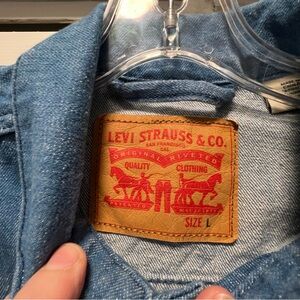 LEVI STRAUSS & CO.
SAN FRANCISCO
CAL.
ORIGINAL RIVETED
QUALITY CLOTHING
SIZE L